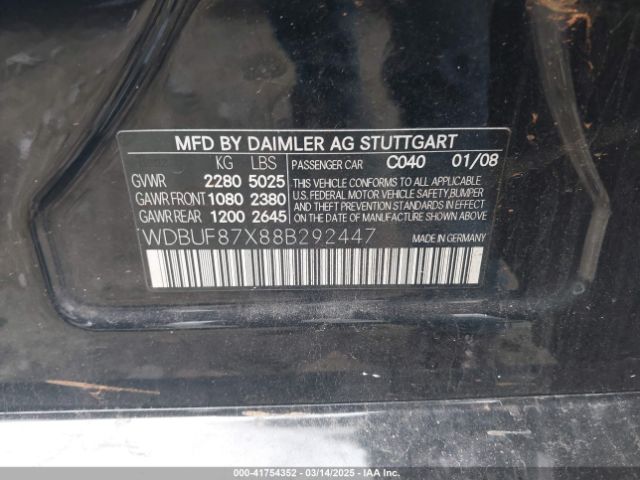 MFD BY DAIMLER AG STUTTGART
KG LBS PASSENGER CAR C040 01/08
GVWR 2280 5025
GAWR FRONT 1080 2380
GAWR REAR 1200 2645
THIS VEHICLE CONFORMS TO ALL APPLICABLE
U.S. FEDERAL MOTOR VEHICLE SAFETY,BUMPER
AND THEFT PREVENTION STANDARDS IN EFFECT
ON THE DATE OF MANUFACTURE SHOWN ABOVE
WDBUF87X88B292447 MADE IN GERMANY
000-41754352 - 03/14/2025 - IAA Inc.